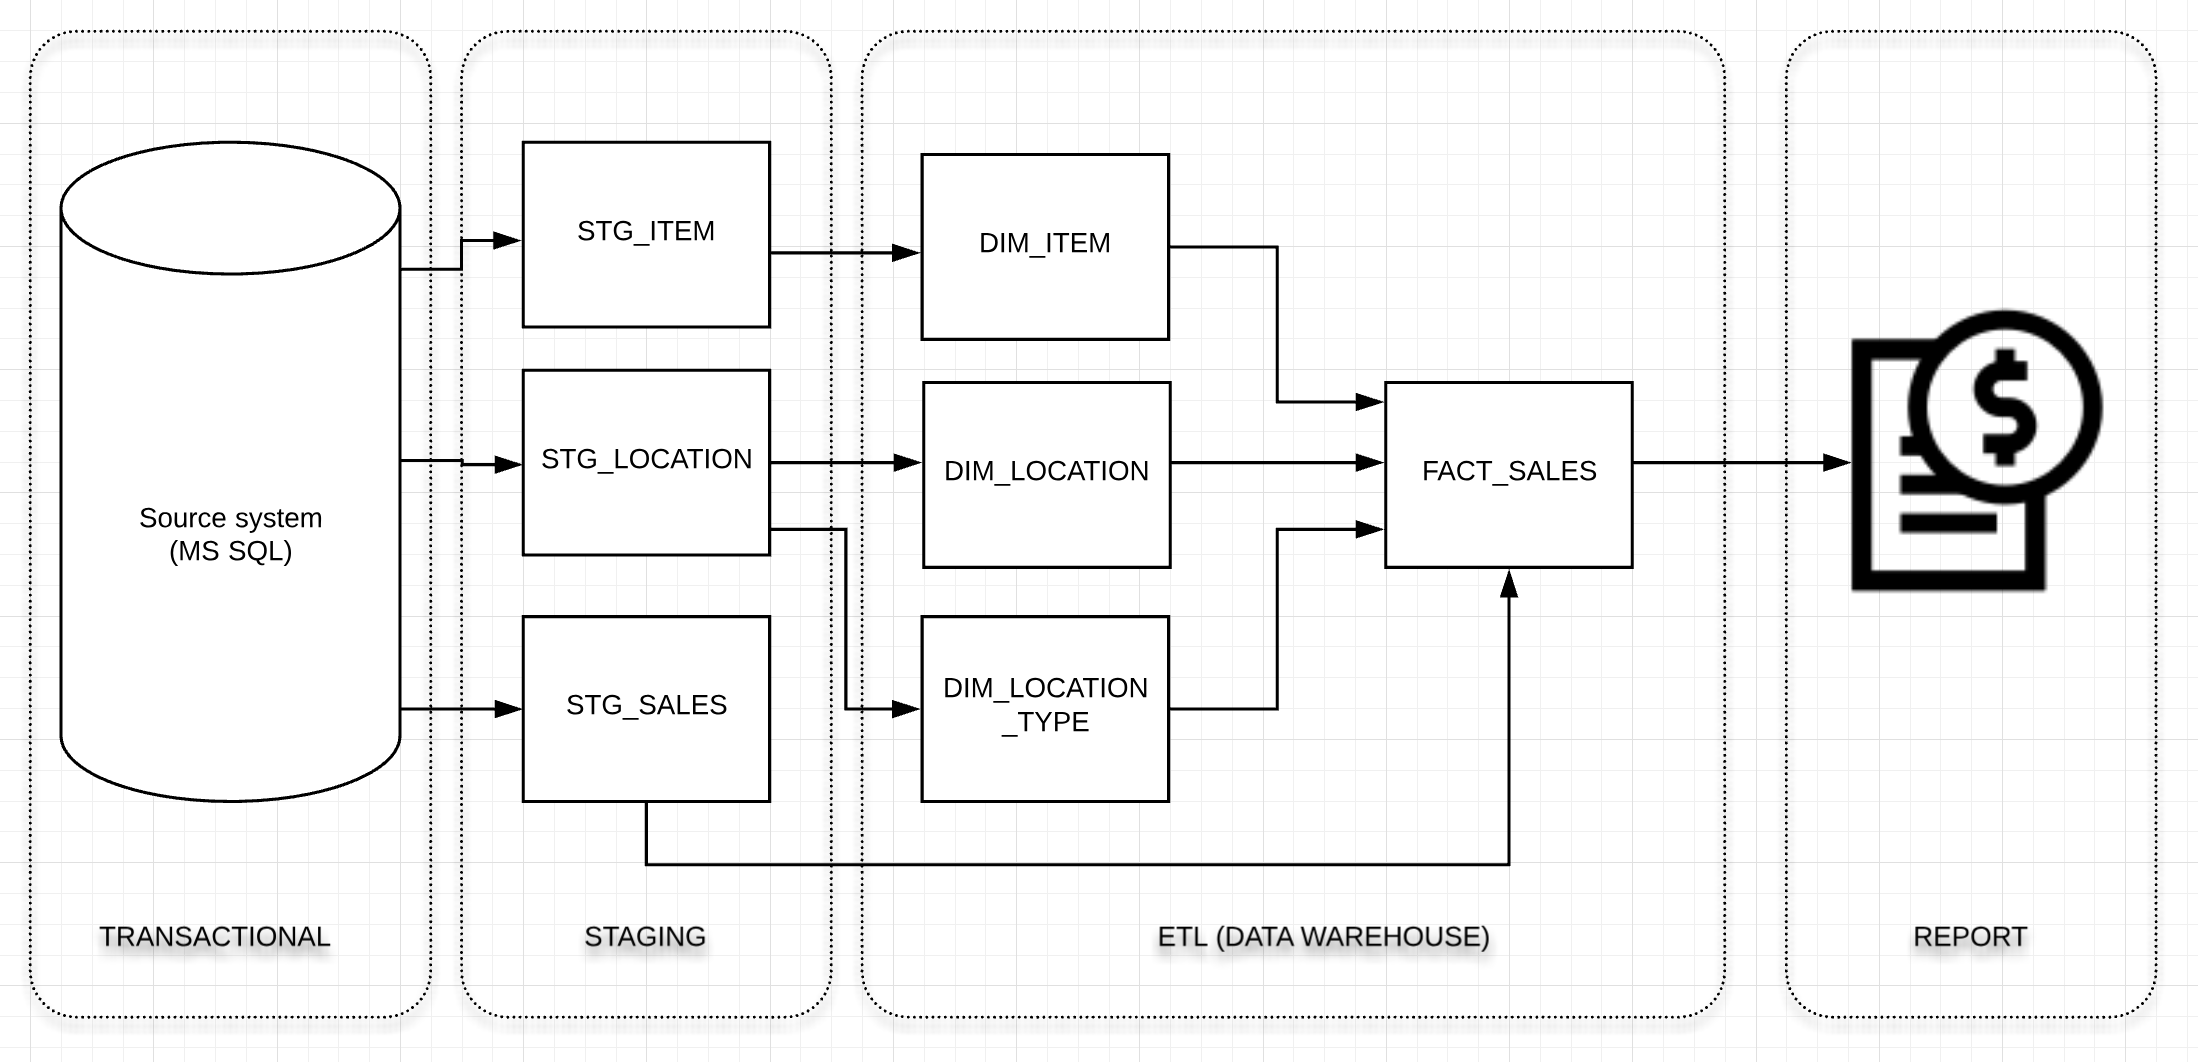 STG_ITEM
DIM_ITEM
STG_LOCATION
DIM_LOCATION
FACT_SALES
$
Source system
(MS SQL)
STG_SALES
DIM_LOCATION
_TYPE
TRANSACTIONAL
STAGING
ETL (DATA WAREHOUSE)
REPORT